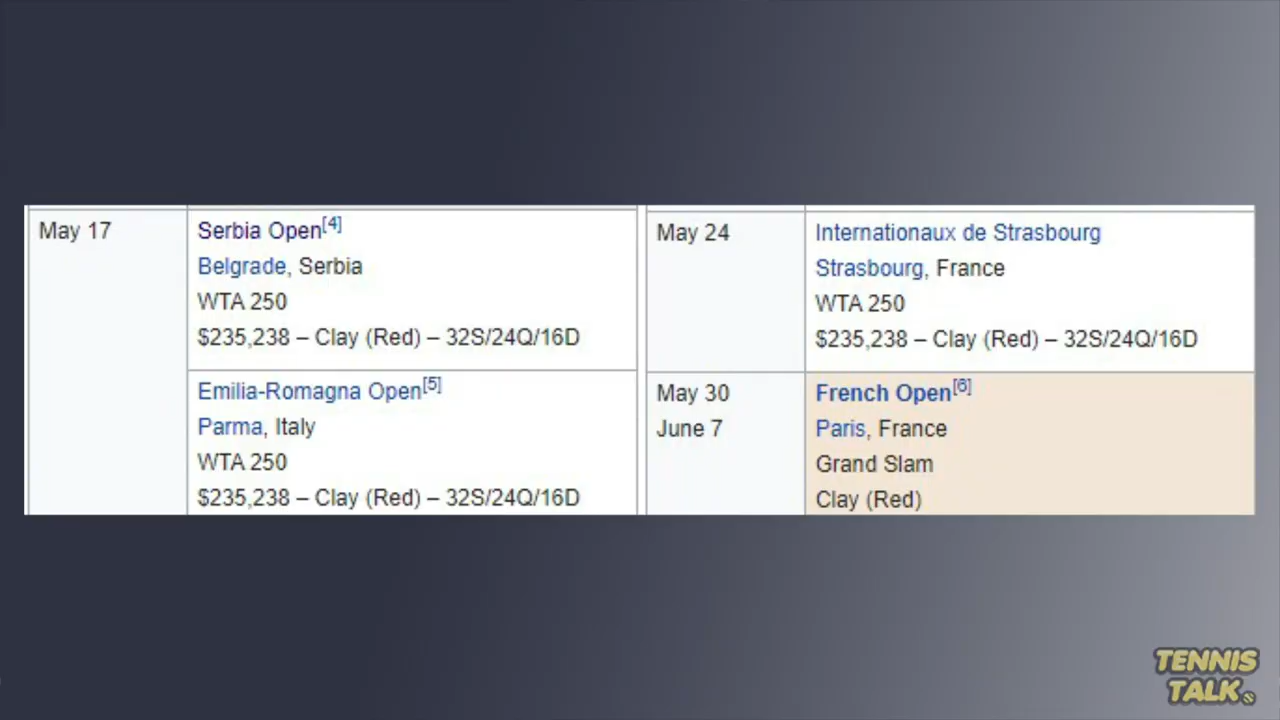 May 17
Serbia Open[4]
Belgrade, Serbia
WTA 250
$235,238 – Clay (Red) – 32S/24Q/16D
Emilia-Romagna Open[5]
Parma, Italy
WTA 250
$235,238 – Clay (Red) – 32S/24Q/16D
May 24
Internationaux de Strasbourg
Strasbourg, France
WTA 250
$235,238 – Clay (Red) – 32S/24Q/16D
May 30
June 7
French Open[6]
Paris, France
Grand Slam
Clay (Red)
TENNIS
TALK